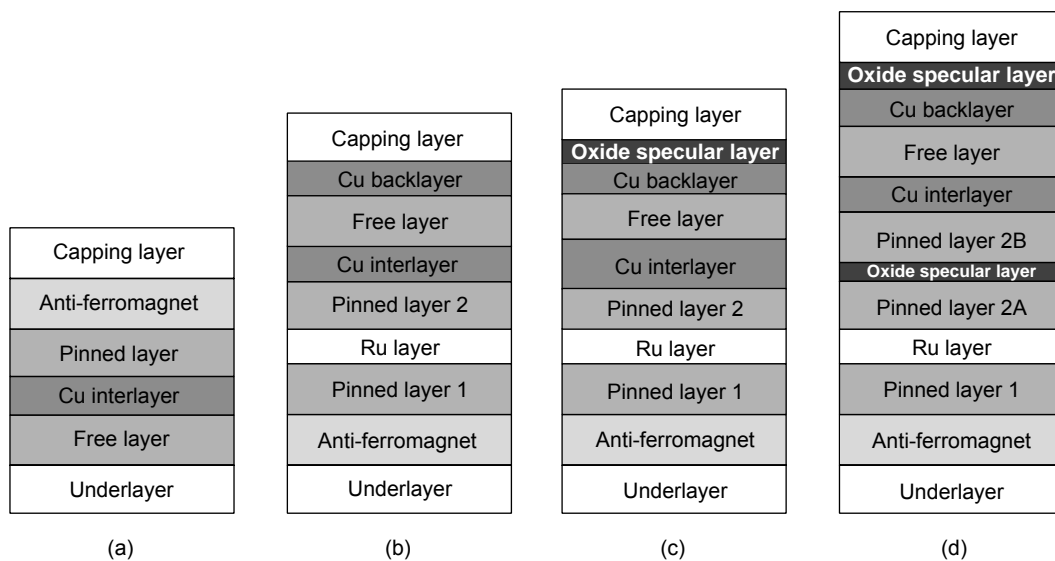 Capping layer
Anti-ferromagnet
Pinned layer
Cu interlayer
Free layer
Underlayer
(a)
Capping layer
Cu backlayer
Free layer
Cu interlayer
Pinned layer 2
Ru layer
Pinned layer 1
Anti-ferromagnet
Underlayer
(b)
Capping layer
Oxide specular layer
Cu backlayer
Free layer
Cu interlayer
Pinned layer 2
Ru layer
Pinned layer 1
Anti-ferromagnet
Underlayer
(c)
Capping layer
Oxide specular layer
Cu backlayer
Free layer
Cu interlayer
Pinned layer 2B
Oxide specular layer
Pinned layer 2A
Ru layer
Pinned layer 1
Anti-ferromagnet
Underlayer
(d)